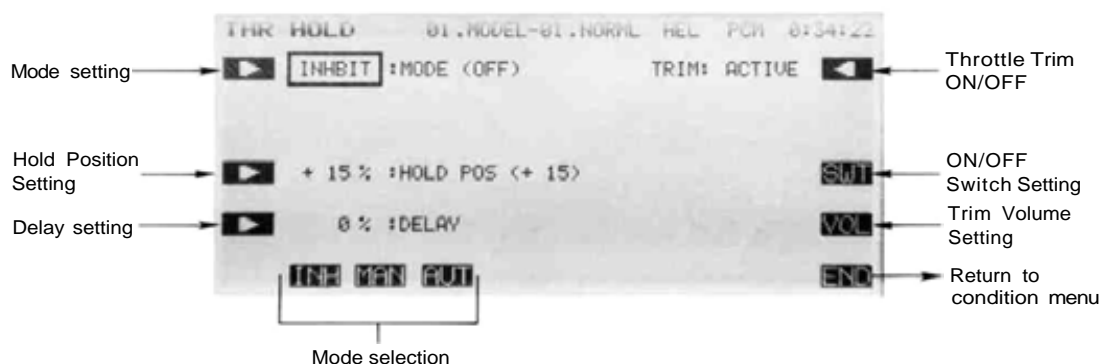 THR HOLD 01.MODEL-01.NORML HEL PCM 0:34:22
Mode setting INHBIT :MODE (OFF) TRIM: ACTIVE Throttle Trim
ON/OFF
Hold Position
Setting + 15 % :HOLD POS (+ 15) SWT ON/OFF
Switch Setting
Delay setting 0 % :DELAY VOL Trim Volume
Setting
INH MAN AUT END Return to
condition menu
Mode selection